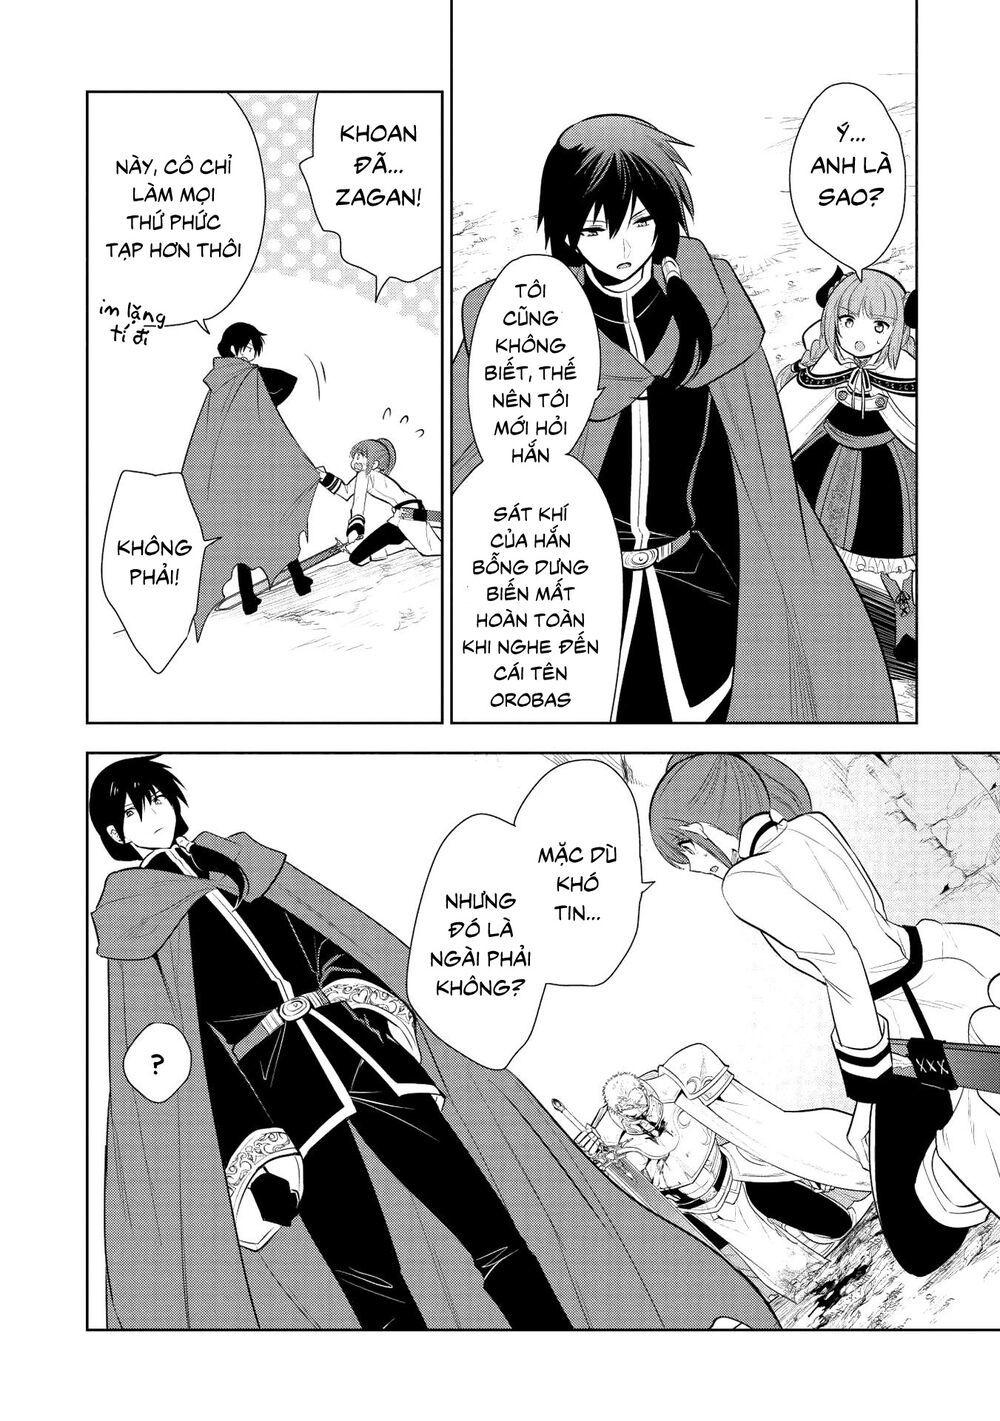 Ý...
ANH LÀ
SAO?
TÔI
CŨNG
KHÔNG
BIẾT, THẾ
NÊN TÔI
MỚI HỎI
HẮN
SÁT KHÍ
CỦA HẮN
BỖNG DƯNG
BIẾN MẤT
HOÀN TOÀN
KHI NGHE ĐẾN
CÁI TÊN
OROBAS
KHOAN
ĐÃ...
ZAGAN!
NÀY, CÔ CHỈ
LÀM MỌI
THỨ PHỨC
TẠP HƠN THÔI
im lặng
tí đi
KHÔNG
PHẢI!
MẶC DÙ
KHÓ
TIN...
NHƯNG
ĐÓ LÀ
NGÀI PHẢI
KHÔNG?
?